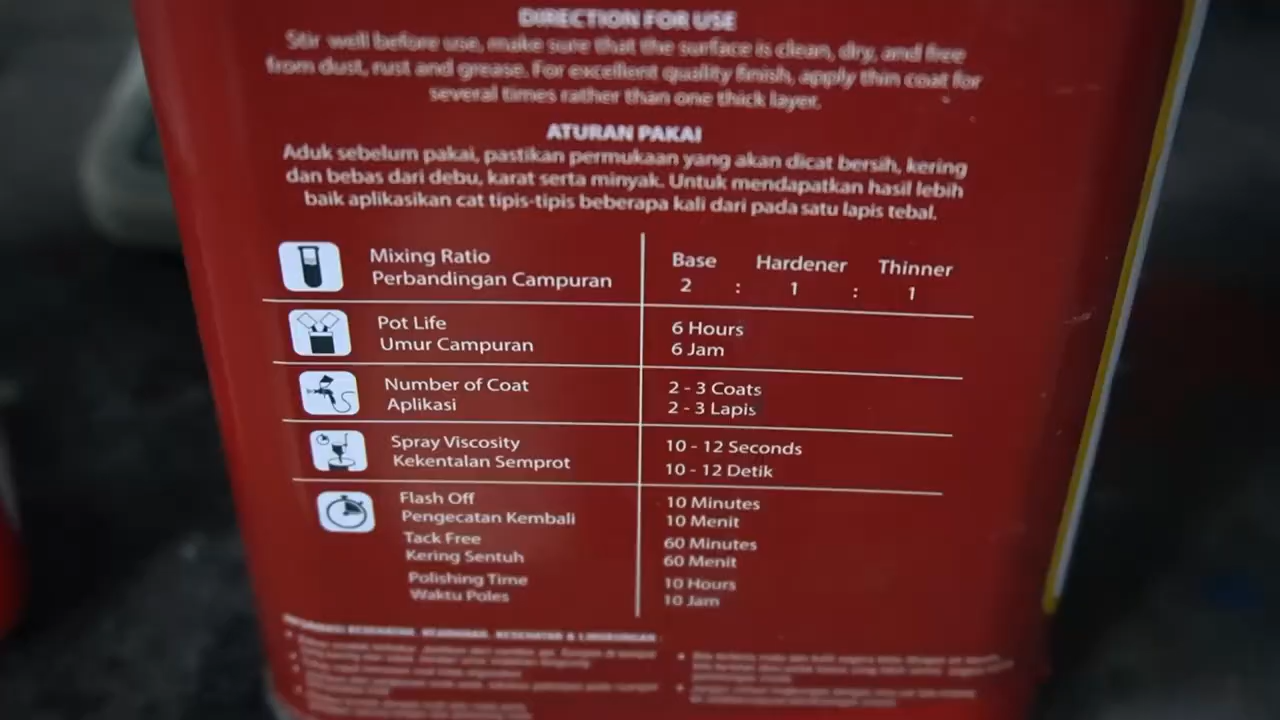 DIRECTION FOR USE
Stir well before use, make sure that the surface is clean, dry, and free
from dust, rust and grease. For excellent quality finish, apply thin coat for
several times rather than one thick layer.
ATURAN PAKAI
Aduk sebelum pakai, pastikan permukaan yang akan dicat bersih, kering
dan bebas dari debu, karat serta minyak. Untuk mendapatkan hasil lebih
baik aplikasikan cat tipis-tipis beberapa kali dari pada satu lapis tebal.
Mixing Ratio
Perbandingan Campuran
Base Hardener Thinner
2 : 1 : 1
Pot Life
Umur Campuran
6 Hours
6 Jam
Number of Coat
Aplikasi
2 - 3 Coats
2 - 3 Lapis
Spray Viscosity
Kekentalan Semprot
10 - 12 Seconds
10 - 12 Detik
Flash Off
Pengecatan Kembali
10 Minutes
10 Menit
Tack Free
Kering Sentuh
60 Minutes
60 Menit
Polishing Time
Waktu Poles
10 Hours
10 Jam